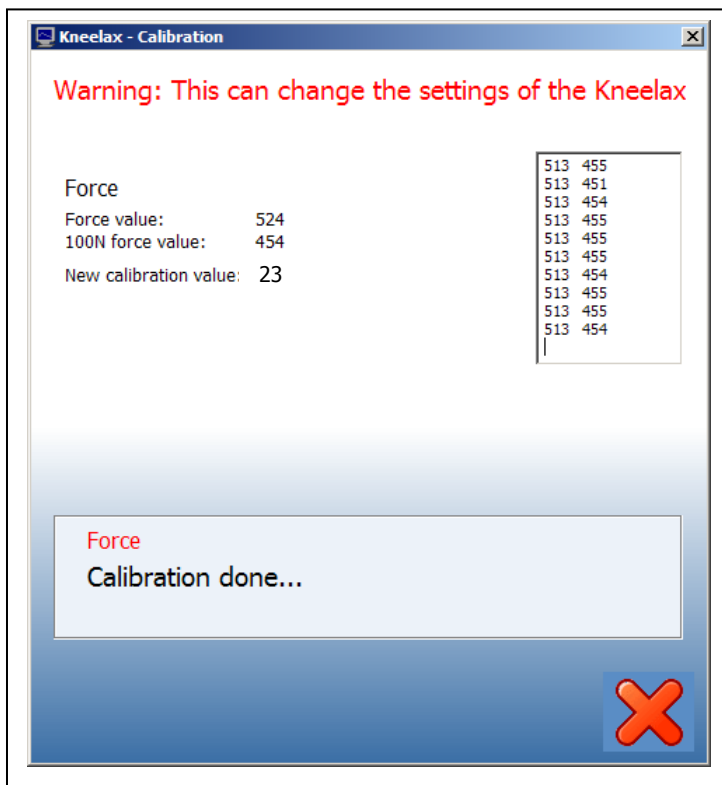 Kneelax - Calibration
Warning: This can change the settings of the Kneelax
Force
Force value: 524
100N force value: 454
New calibration value: 23
513 455
513 451
513 454
513 455
513 455
513 455
513 454
513 455
513 455
513 454
Force
Calibration done...